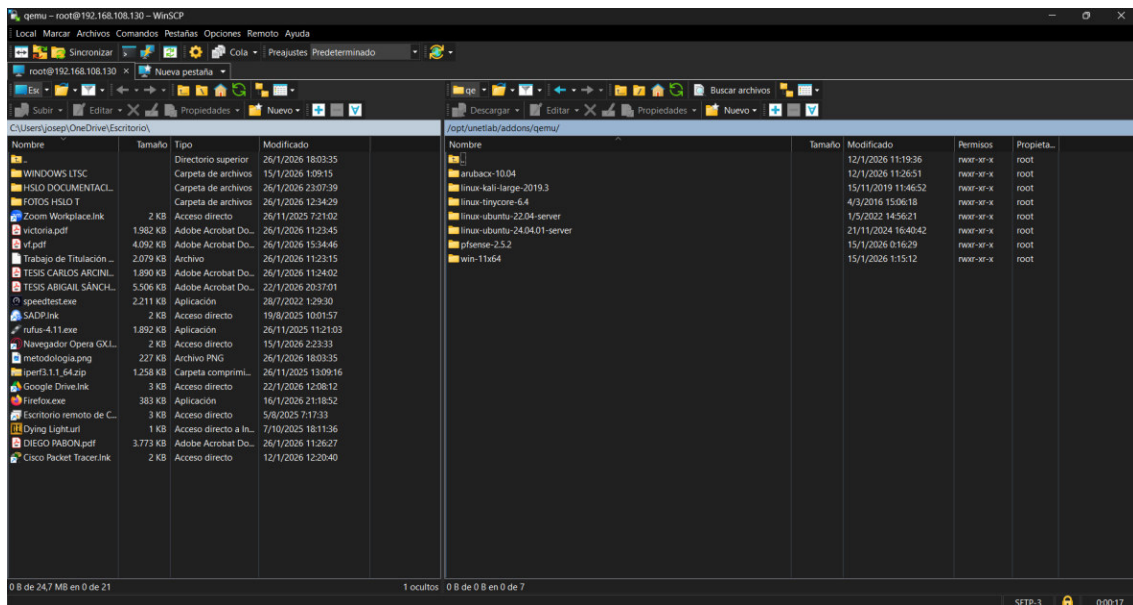 qemu – root@192.168.108.130 – WinSCP
Local Marcar Archivos Comandos Pestañas Opciones Remoto Ayuda
Sincronizar Cola Preajustes Predeterminado
root@192.168.108.130 × Nueva pestaña
Esc qe Buscar archivos
Subir Editar Propiedades Nuevo Descargar Editar Propiedades Nuevo
C:\Users\josep\OneDrive\Escritorio\ /opt/unetlab/addons/qemu/
Nombre Tamaño Tipo Modificado Nombre Tamaño Modificado Permisos Propieta...
.. Directorio superior 26/1/2026 18:03:35 .. 12/1/2026 11:19:36 rwxr-xr-x root
WINDOWS LTSC Carpeta de archivos 15/1/2026 1:09:15 arubacx-10.04 12/1/2026 11:26:51 rwxr-xr-x root
HSLO DOCUMENTACI... Carpeta de archivos 26/1/2026 23:07:39 linux-kali-large-2019.3 15/11/2019 11:46:52 rwxr-xr-x root
FOTOS HSLO T Carpeta de archivos 26/1/2026 12:34:29 linux-tinycore-6.4 4/3/2016 15:06:18 rwxr-xr-x root
Zoom Workplace.lnk 2 KB Acceso directo 26/11/2025 7:21:02 linux-ubuntu-22.04-server 1/5/2022 14:56:21 rwxr-xr-x root
victoria.pdf 1.982 KB Adobe Acrobat Do... 26/1/2026 11:23:45 linux-ubuntu-24.04.01-server 21/11/2024 16:40:42 rwxr-xr-x root
vf.pdf 4.092 KB Adobe Acrobat Do... 26/1/2026 15:34:46 pfsense-2.5.2 15/1/2026 0:16:29 rwxr-xr-x root
Trabajo de Titulación ... 2.079 KB Archivo 26/1/2026 11:23:15 win-11x64 15/1/2026 1:15:12 rwxr-xr-x root
TESIS CARLOS ARCINI... 1.890 KB Adobe Acrobat Do... 26/1/2026 11:24:02
TESIS ABIGAIL SÁNCH... 5.506 KB Adobe Acrobat Do... 22/1/2026 20:37:01
speedtest.exe 2.211 KB Aplicación 28/7/2022 1:29:30
SADP.lnk 2 KB Acceso directo 19/8/2025 10:01:57
rufus-4.11.exe 1.892 KB Aplicación 26/11/2025 11:21:03
Navegador Opera GX.l... 2 KB Acceso directo 15/1/2026 2:23:33
metodologia.png 227 KB Archivo PNG 26/1/2026 18:03:35
iperf3.1.1_64.zip 1.258 KB Carpeta comprimi... 26/11/2025 13:09:16
Google Drive.lnk 3 KB Acceso directo 22/1/2026 12:08:12
Firefox.exe 383 KB Aplicación 16/1/2026 21:18:52
Escritorio remoto de C... 3 KB Acceso directo 5/8/2025 7:17:33
Dying Light.url 1 KB Acceso directo a In... 7/10/2025 18:11:36
DIEGO PABON.pdf 3.773 KB Adobe Acrobat Do... 26/1/2026 11:26:27
Cisco Packet Tracer.lnk 2 KB Acceso directo 12/1/2026 12:20:40
0 B de 24,7 MB en 0 de 21 1 ocultos 0 B de 0 B en 0 de 7
SFTP-3 0:00:17